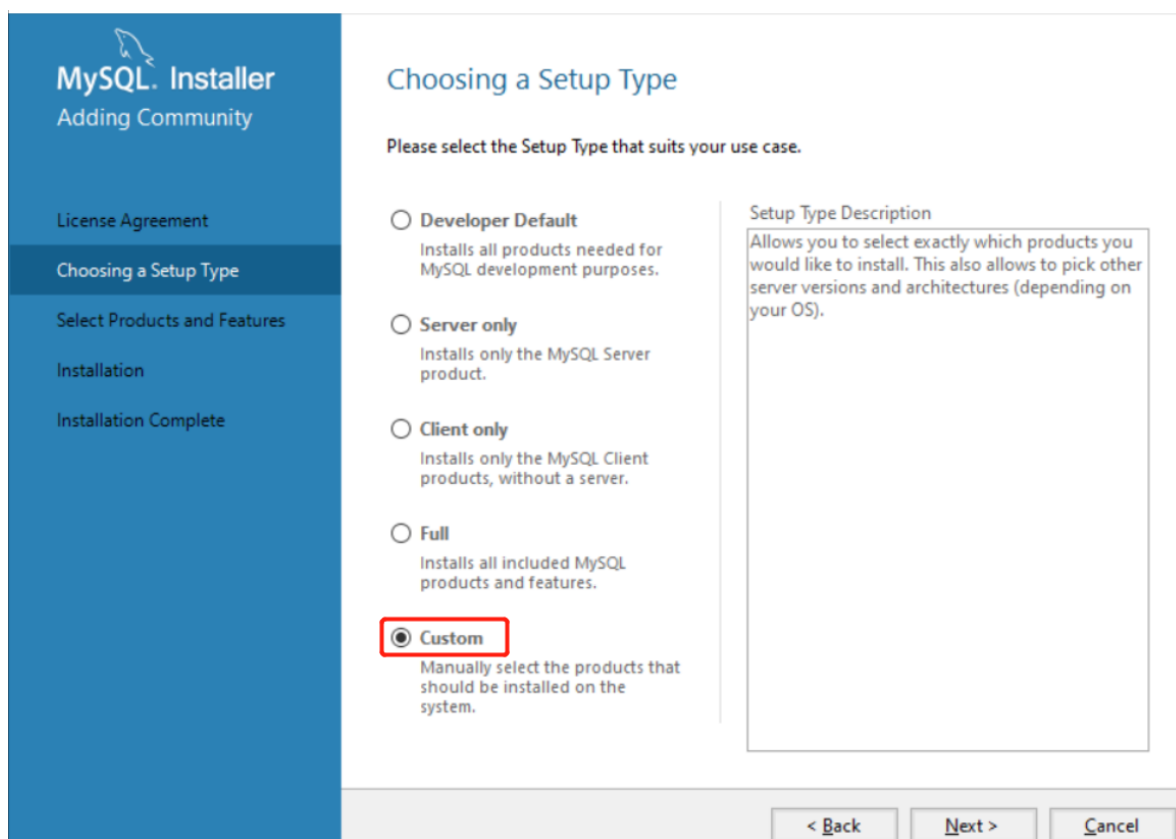 MySQL. Installer
Adding Community
License Agreement
Choosing a Setup Type
Select Products and Features
Installation
Installation Complete
Choosing a Setup Type
Please select the Setup Type that suits your use case.
Developer Default
Installs all products needed for
MySQL development purposes.
Server only
Installs only the MySQL Server
product.
Client only
Installs only the MySQL Client
products, without a server.
Full
Installs all included MySQL
products and features.
Custom
Manually select the products that
should be installed on the
system.
Setup Type Description
Allows you to select exactly which products you
would like to install. This also allows to pick other
server versions and architectures (depending on
your OS).
< Back
Next >
Cancel